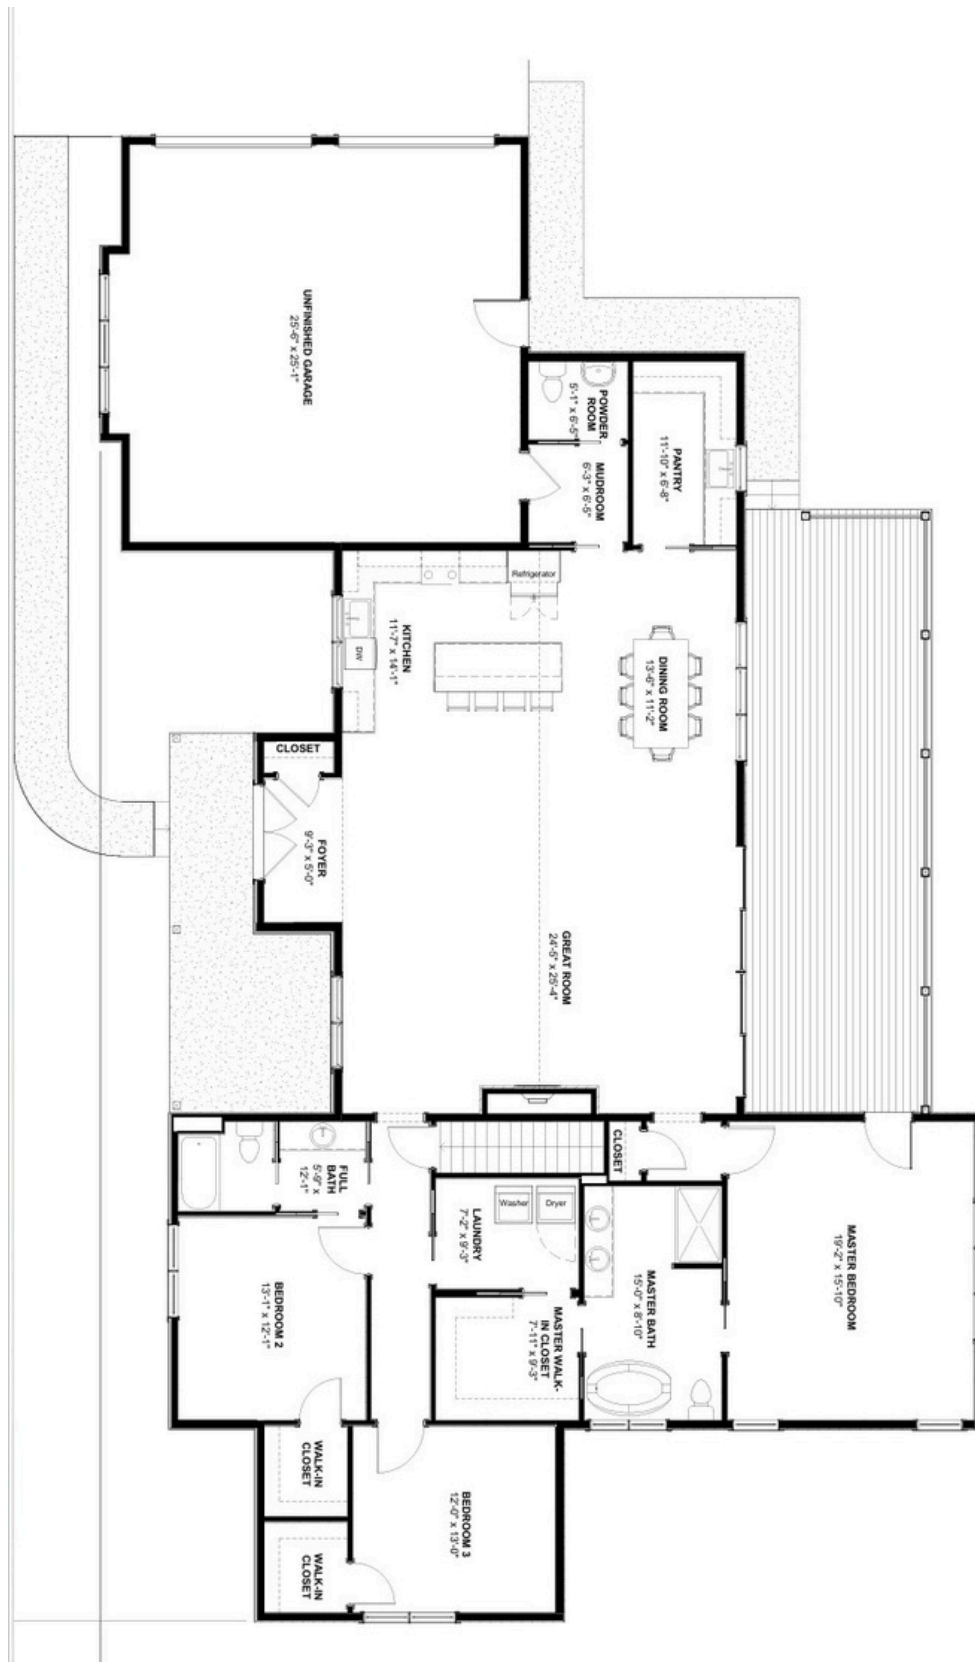 UNFINISHED GARAGE
25'-6" x 25'-1"
POWDER
ROOM
5'-1" x 6'-5"
PANTRY
11'-10" x 6'-8"
MUDROOM
6'-3" x 6'-5"
Refrigerator
KITCHEN
11'-7" x 14'-1"
DW
DINING ROOM
13'-6" x 11'-2"
CLOSET
FOYER
9'-3" x 5'-0"
GREAT ROOM
24'-5" x 25'-4"
CLOSET
FULL
BATH
5'-9" x
12'-1"
Washer
Dryer
LAUNDRY
7'-2" x 9'-3"
MASTER BEDROOM
19'-2" x 15'-10"
MASTER BATH
15'-0" x 8'-10"
BEDROOM 2
13'-1" x 12'-1"
MASTER WALK-
IN CLOSET
7'-11" x 9'-3"
WALK-IN
CLOSET
BEDROOM 3
12'-0" x 13'-0"
WALK-IN
CLOSET